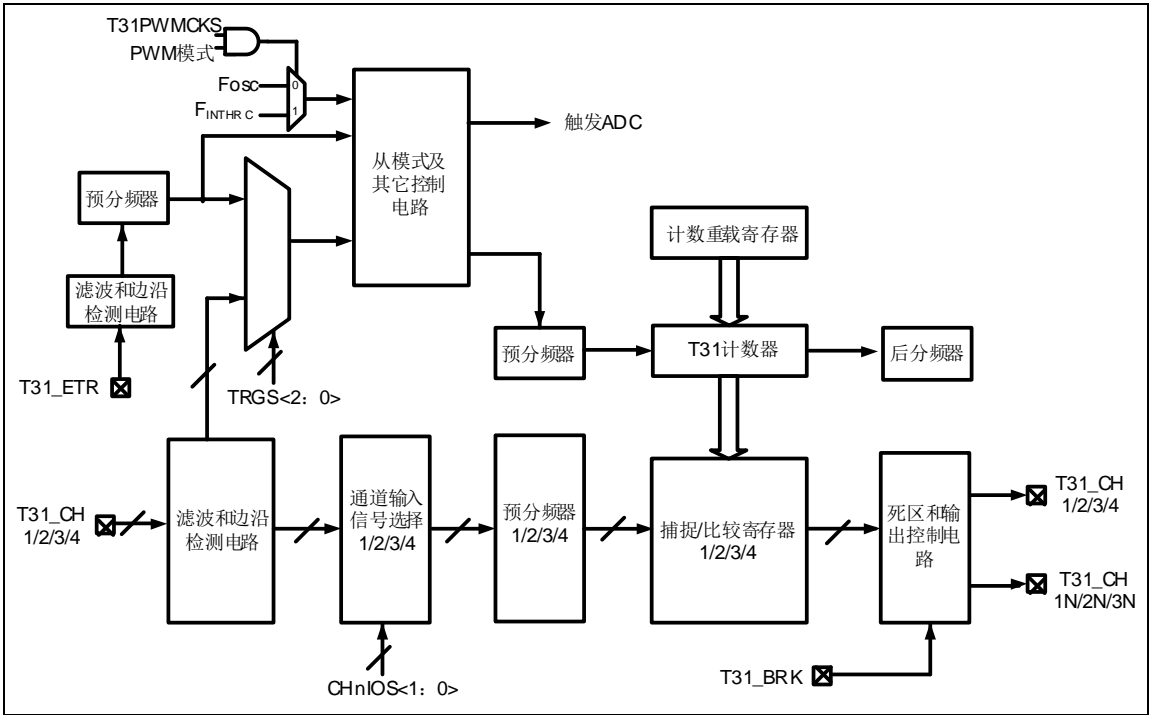 T31PWMCKS
PWM模式
Fosc
0
FINTHRC
1
从模式及
其它控制
电路
触发ADC
预分频器
滤波和边沿
检测电路
T31_ETR
TRGS<2：0>
计数重载寄存器
预分频器
T31计数器
后分频器
T31_CH
1/2/3/4
滤波和边沿
检测电路
通道输入
信号选择
1/2/3/4
CHnIOS<1：0>
预分频器
1/2/3/4
捕捉/比较寄存器
1/2/3/4
死区和输
出控制电
路
T31_CH
1/2/3/4
T31_CH
1N/2N/3N
T31_BRK